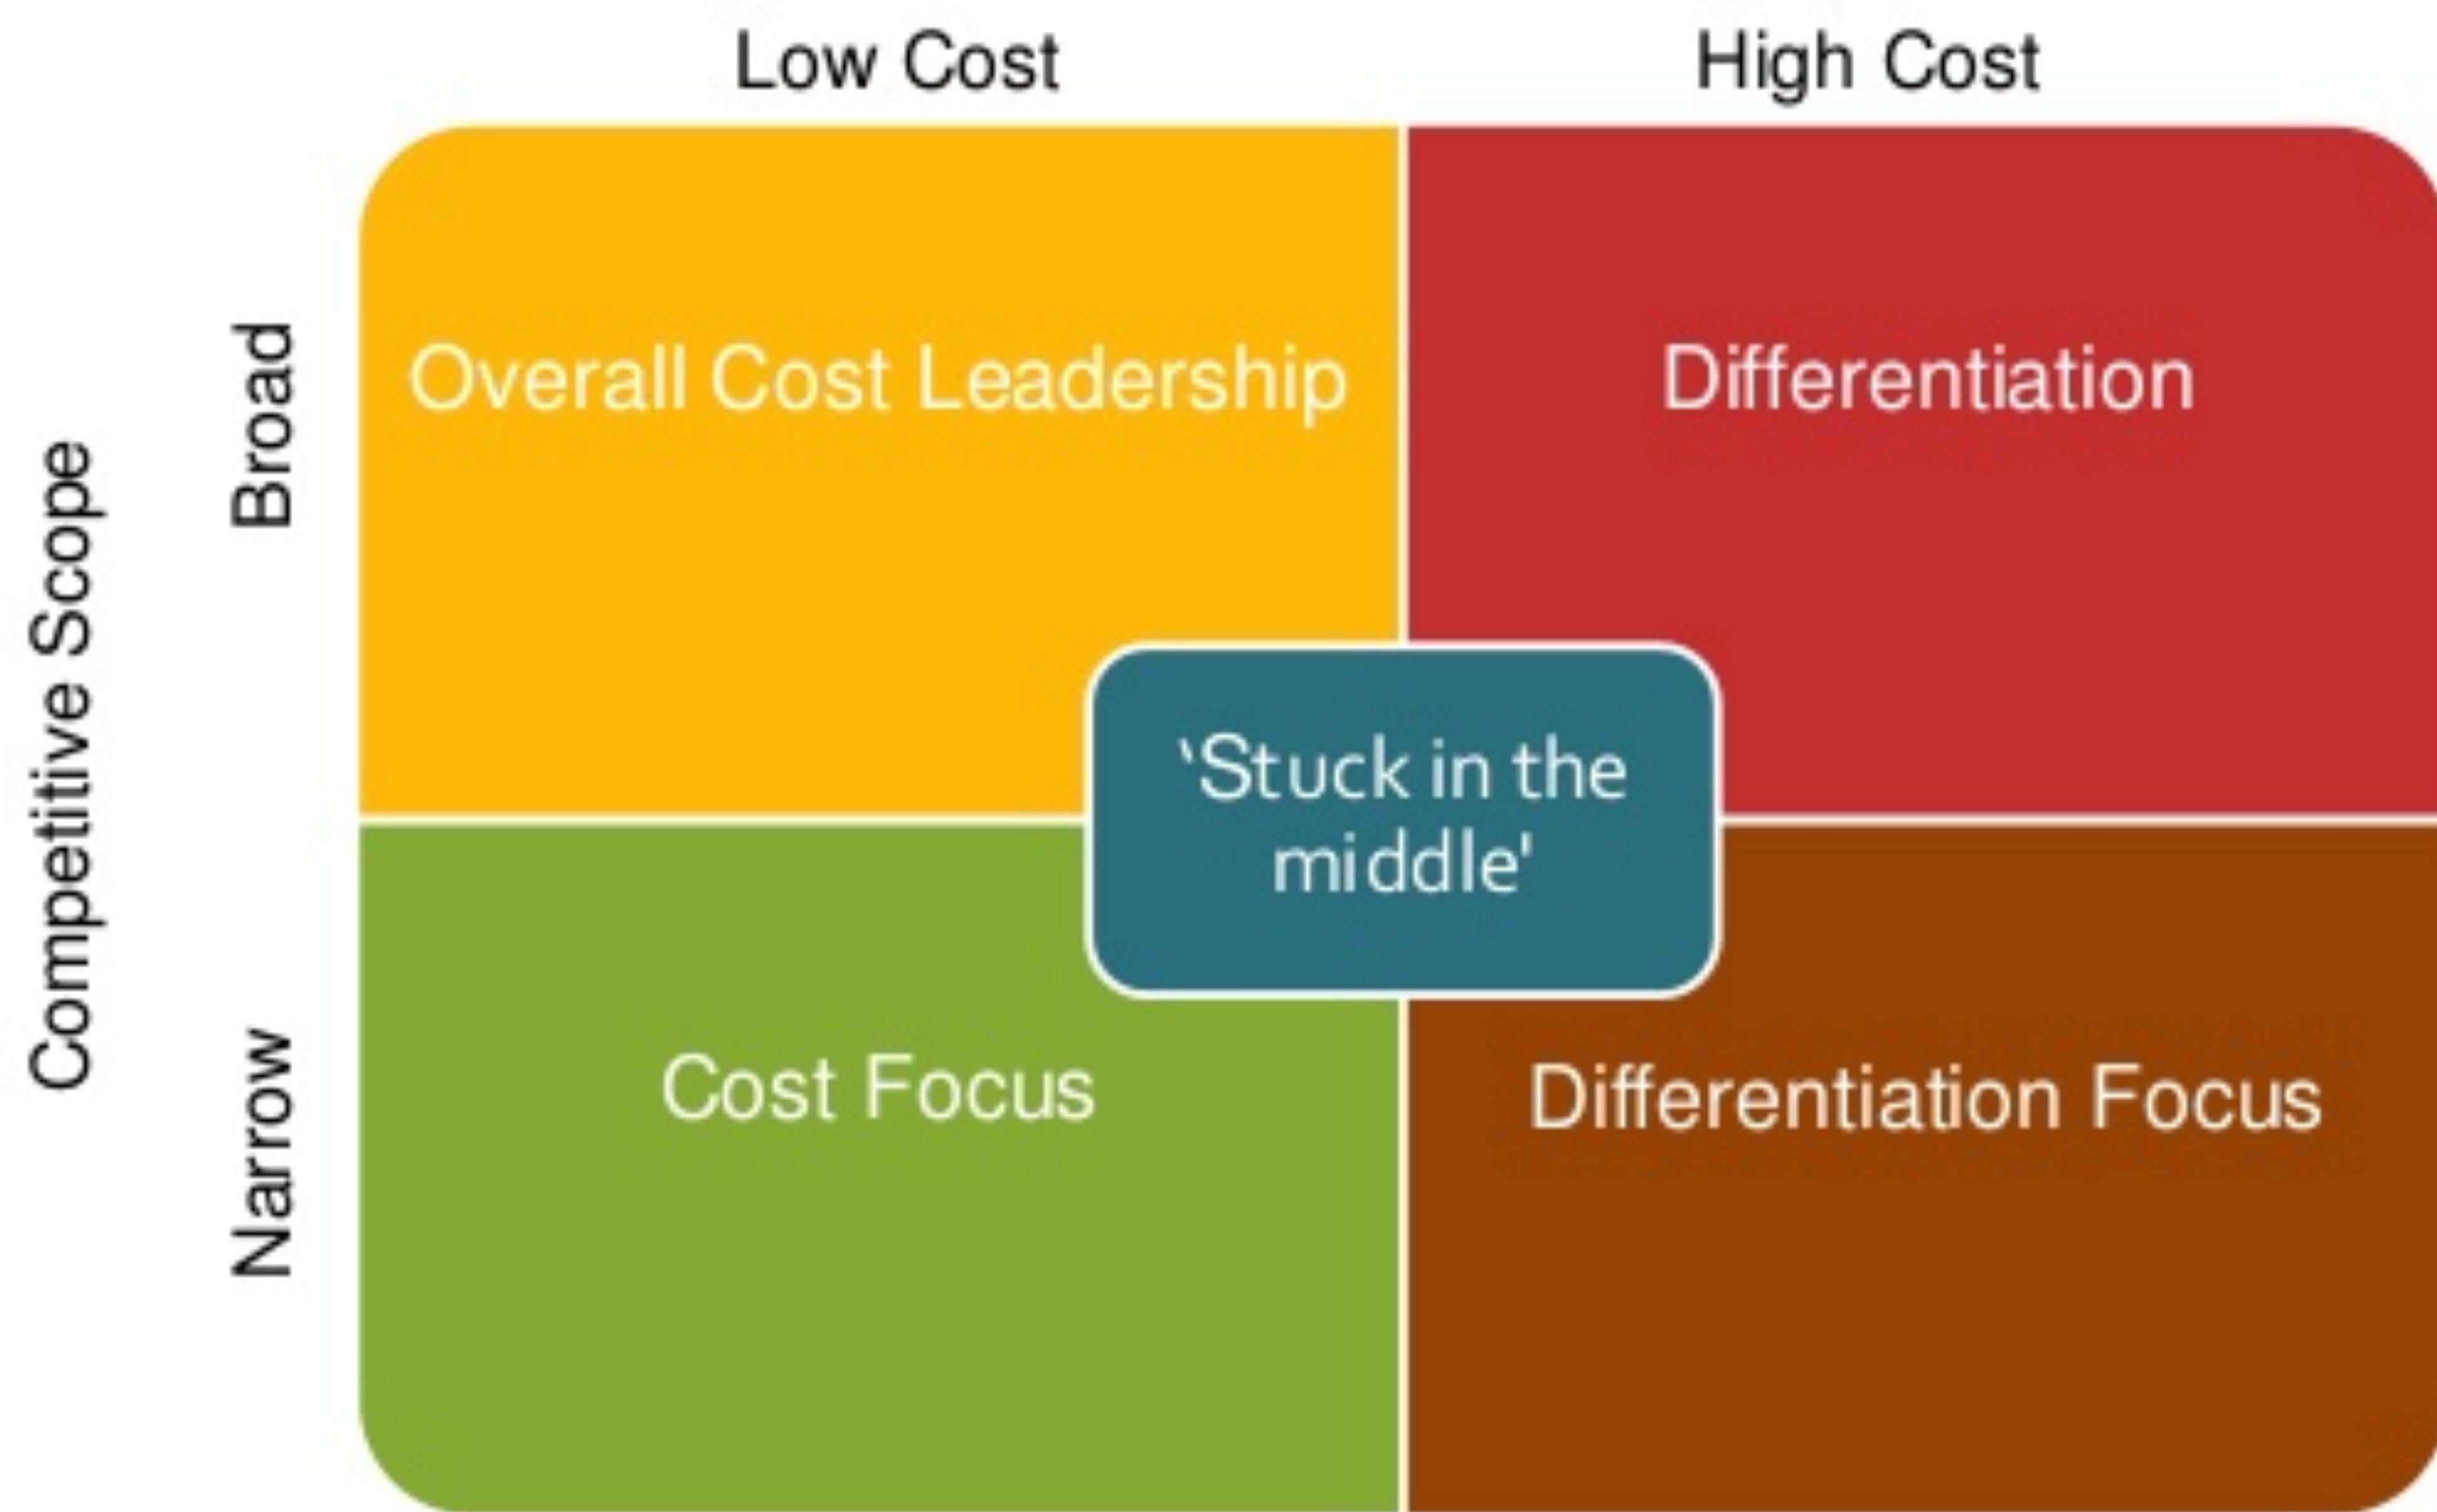 Low Cost
High Cost
Competitive Scope
Broad
Overall Cost Leadership
Differentiation
'Stuck in the
middle'
Narrow
Cost Focus
Differentiation Focus